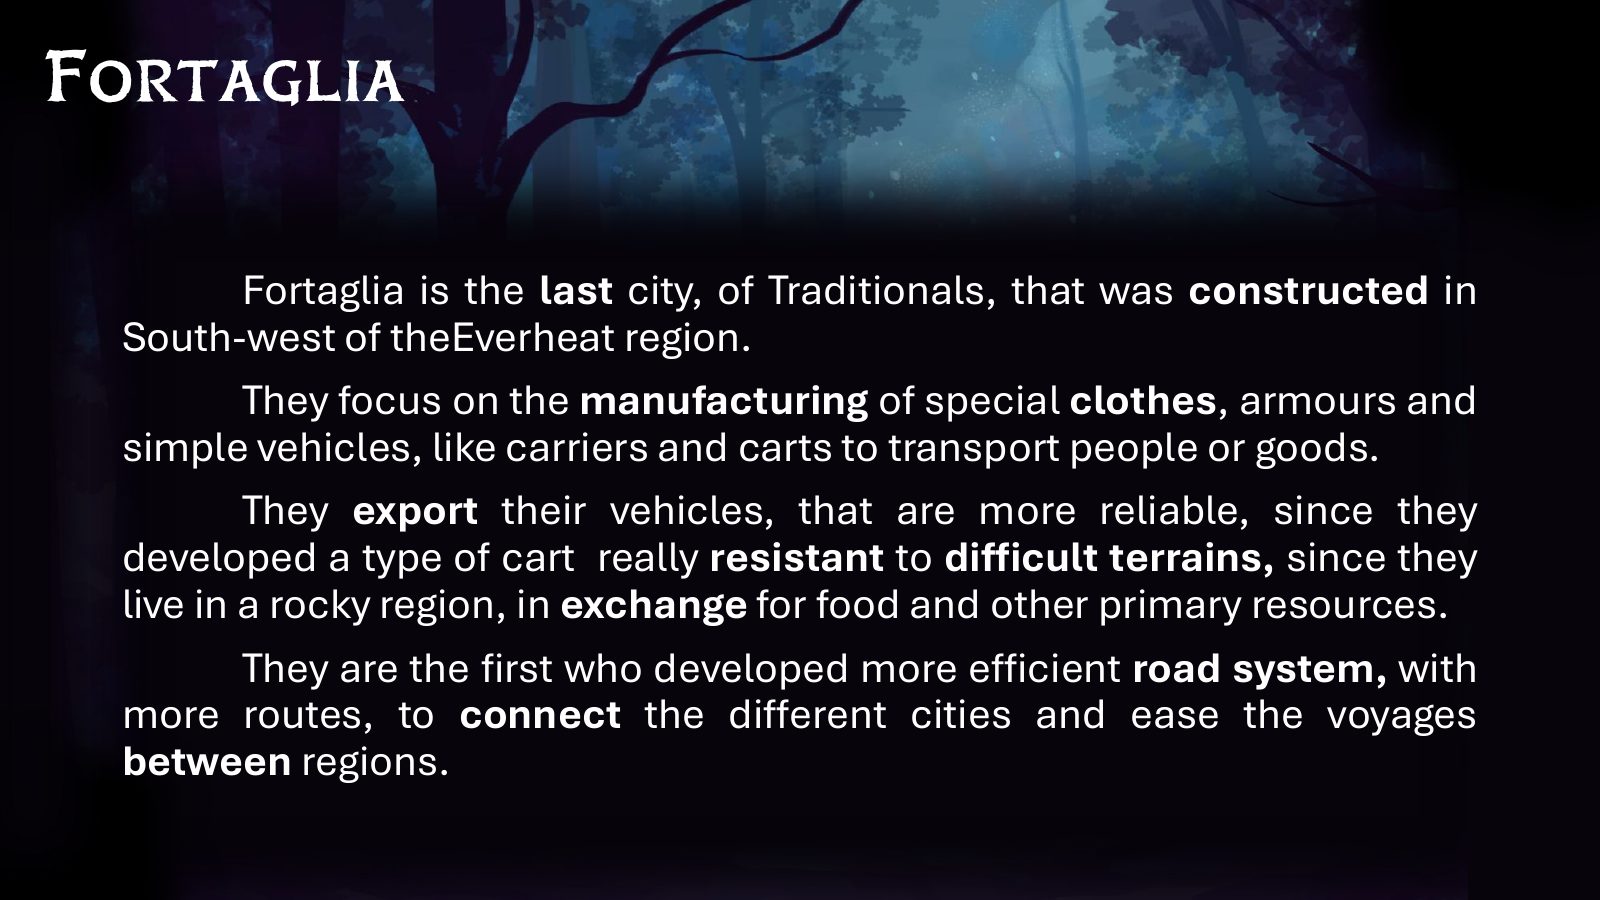 Fortaglia
Fortaglia is the last city, of Traditionals, that was constructed in
South-west of theEverheat region.
They focus on the manufacturing of special clothes, armours and
simple vehicles, like carriers and carts to transport people or goods.
They export their vehicles, that are more reliable, since they
developed a type of cart  really resistant to difficult terrains, since they
live in a rocky region, in exchange for food and other primary resources.
They are the first who developed more efficient road system, with
more routes, to connect the different cities and ease the voyages
between regions.